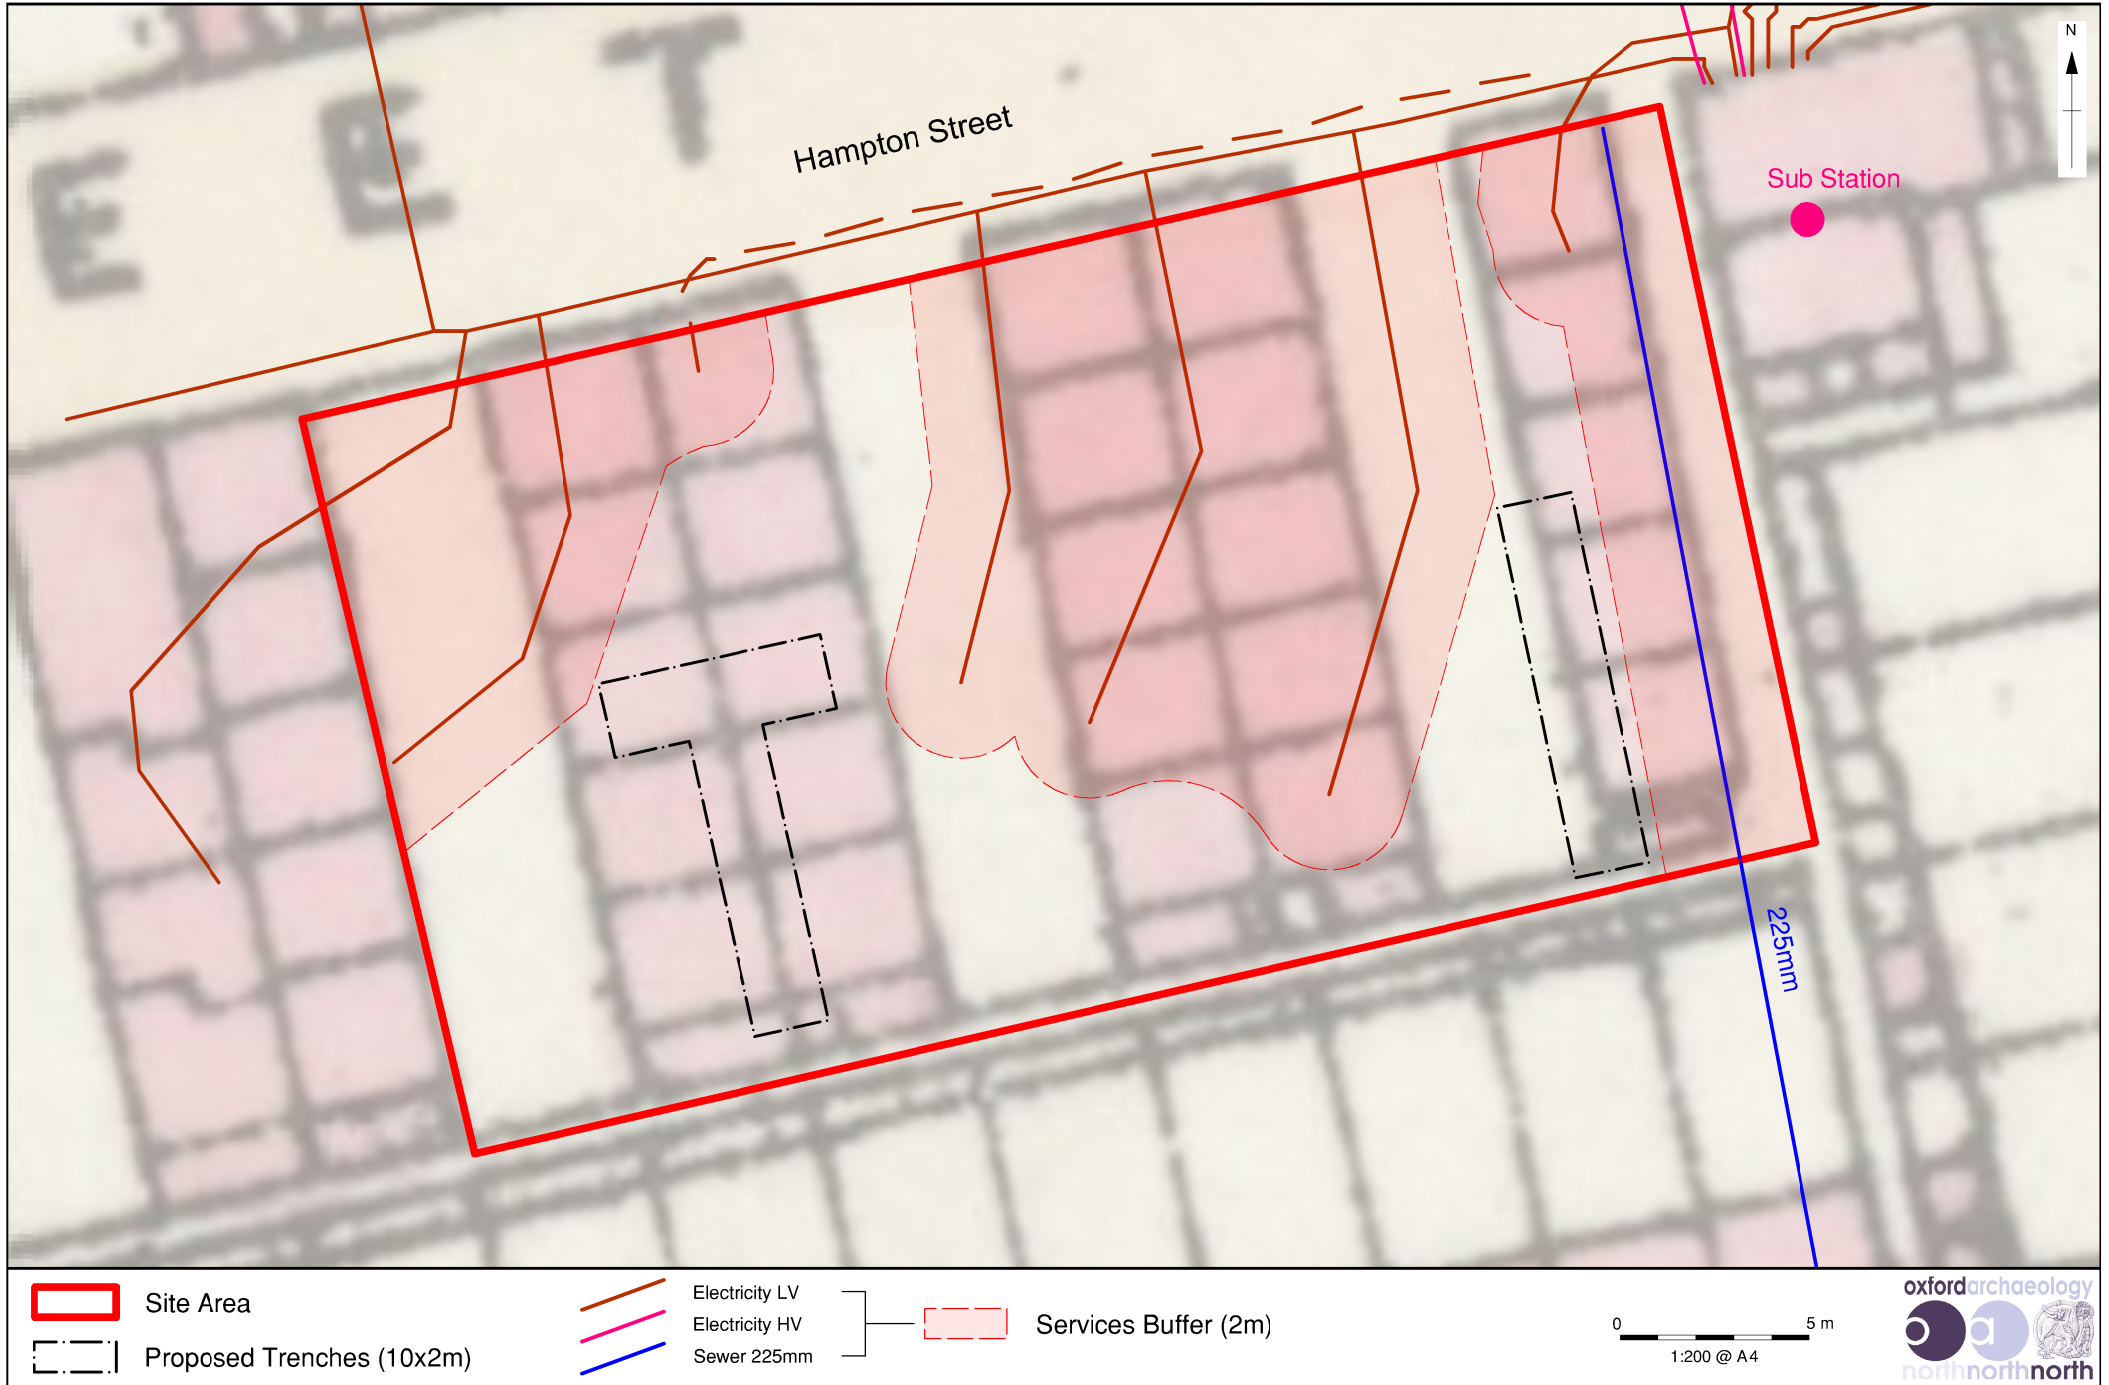 E E T
Hampton Street
N
Sub Station
225mm
Site Area
Proposed Trenches (10x2m)
Electricity LV
Electricity HV
Sewer 225mm
Services Buffer (2m)
0 5 m
1:200 @ A4
oxfordarchaeology
o a
northnorthnorth